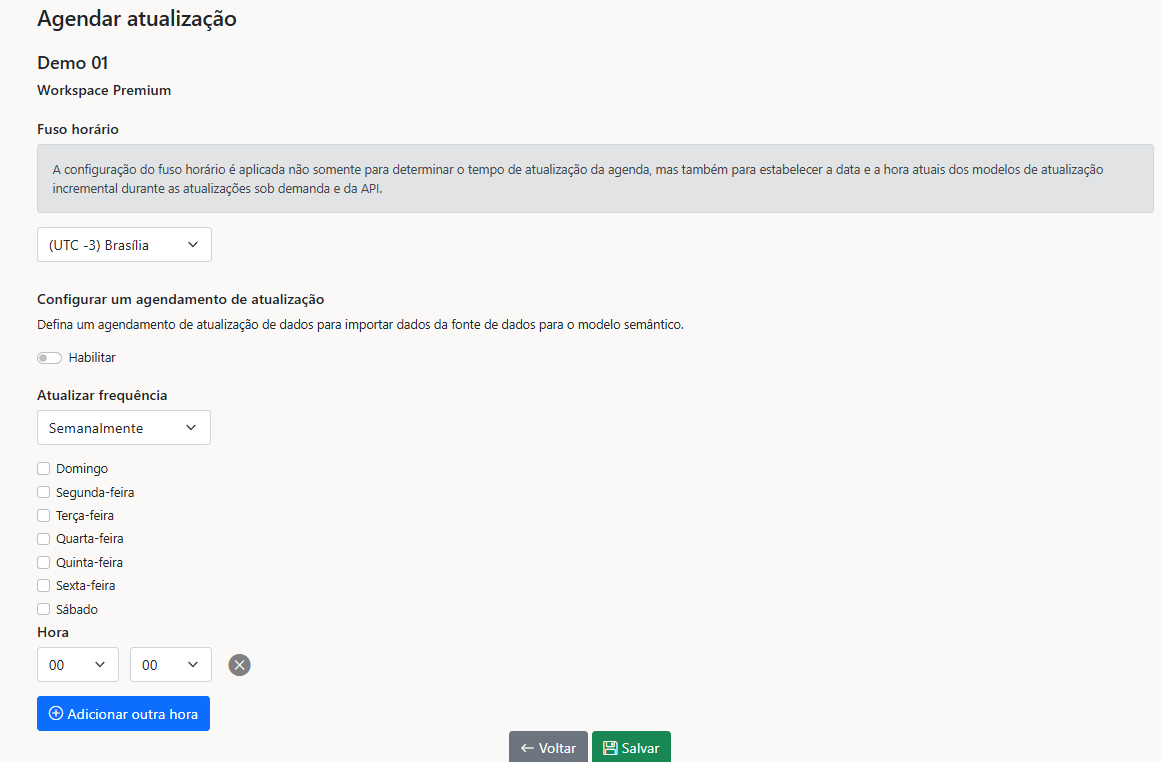 Agendar atualização
Demo 01
Workspace Premium
Fuso horário
A configuração do fuso horário é aplicada não somente para determinar o tempo de atualização da agenda, mas também para estabelecer a data e a hora atuais dos modelos de atualização
incremental durante as atualizações sob demanda e da API.
(UTC -3) Brasília
Configurar um agendamento de atualização
Defina um agendamento de atualização de dados para importar dados da fonte de dados para o modelo semântico.
Habilitar
Atualizar frequência
Semanalmente
Domingo
Segunda-feira
Terça-feira
Quarta-feira
Quinta-feira
Sexta-feira
Sábado
Hora
00 00
Adicionar outra hora
Voltar Salvar